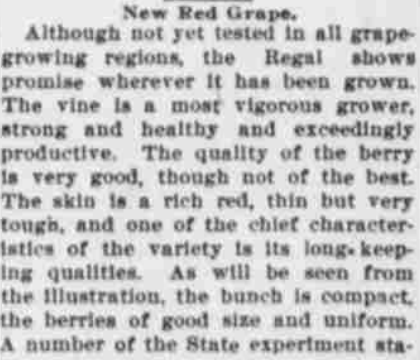 New Red Grape.
Although not yet tested in all grape-
growing regions, the Regal shows
promise wherever it has been grown.
The vine is a most vigorous grower,
strong and healthy and exceedingly
productive. The quality of the berry
is very good, though not of the best.
The skin is a rich red, thin but very
tough, and one of the chief character-
istics of the variety is its long-keep-
ing qualities. As will be seen from
the illustration, the bunch is compact,
the berries of good size and uniform.
A number of the State experiment sta-